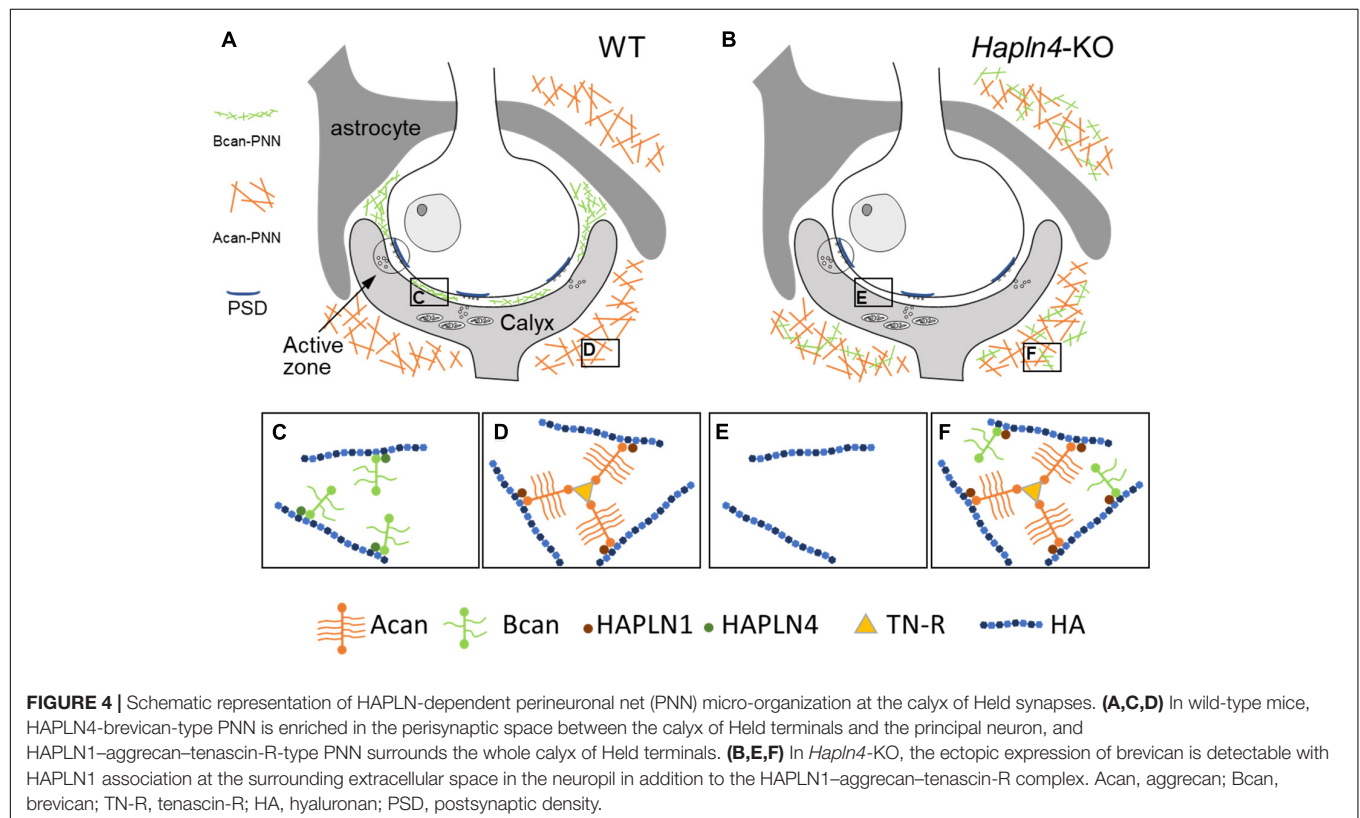 A
WT
B
Hapln4-KO
astrocyte
Bcan-PNN
Acan-PNN
PSD
Active
zone
Calyx
C
D
E
F
C
D
E
F
Acan
Bcan
HAPLN1
HAPLN4
TN-R
HA
FIGURE 4 | Schematic representation of HAPLN-dependent perineuronal net (PNN) micro-organization at the calyx of Held synapses. (A,C,D) In wild-type mice,
HAPLN4-brevican-type PNN is enriched in the perisynaptic space between the calyx of Held terminals and the principal neuron, and
HAPLN1–aggrecan–tenascin-R-type PNN surrounds the whole calyx of Held terminals. (B,E,F) In Hapln4-KO, the ectopic expression of brevican is detectable with
HAPLN1 association at the surrounding extracellular space in the neuropil in addition to the HAPLN1–aggrecan–tenascin-R complex. Acan, aggrecan; Bcan,
brevican; TN-R, tenascin-R; HA, hyaluronan; PSD, postsynaptic density.